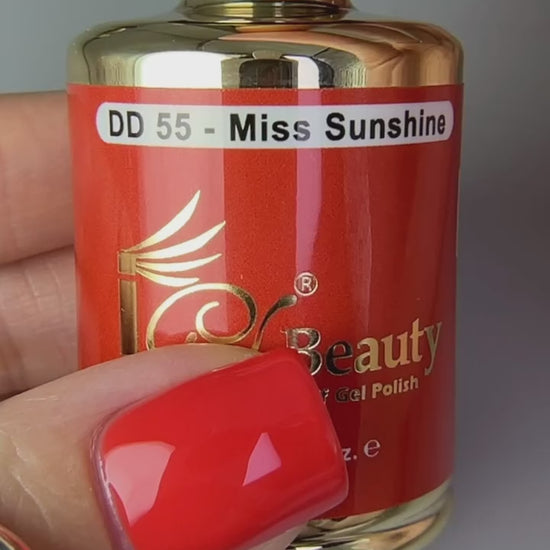 DD 55 - Miss Sunshine
®
Beauty
Gel Polish
z. ℮